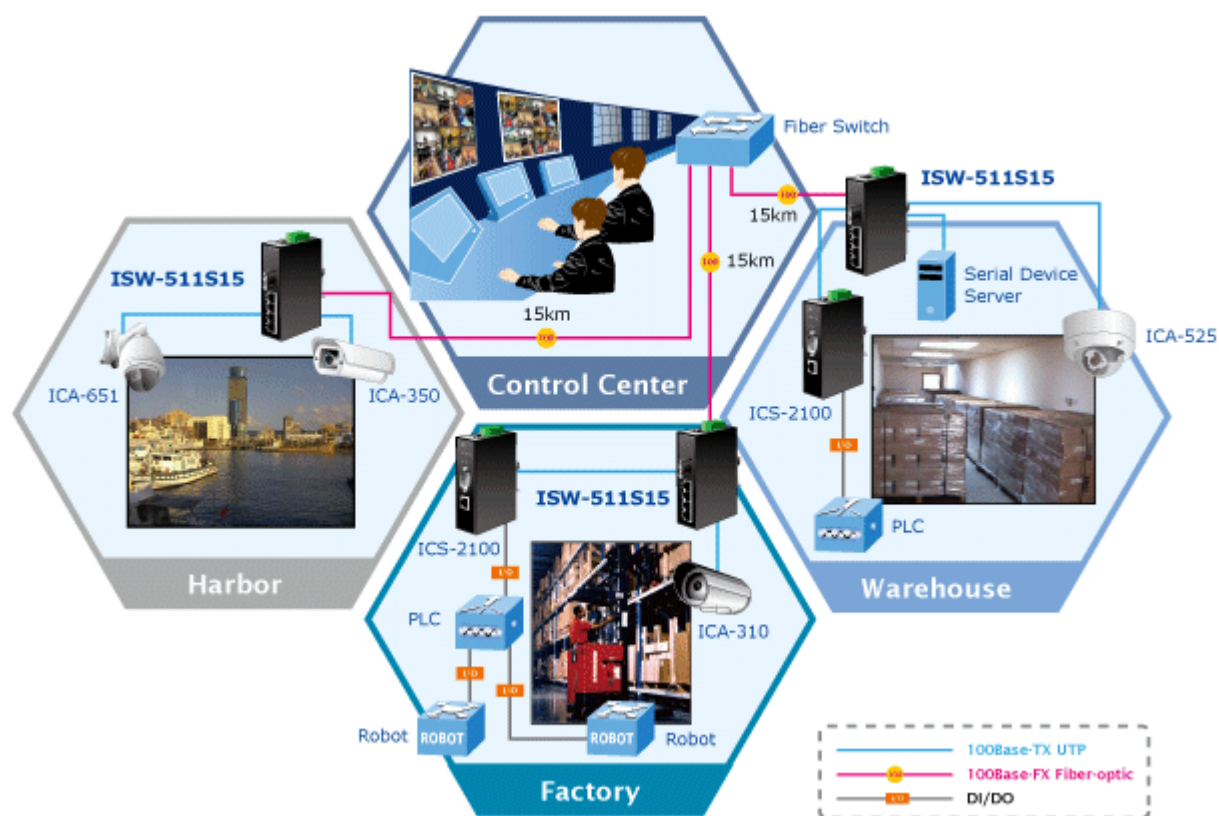 Fiber Switch
ISW-511S15
15km
15km
ISW-511S15
Serial Device
Server
15km
ICA-525
ICA-651
ICA-350
Control Center
ICS-2100
I/O
ISW-511S15
PLC
ICS-2100
Harbor
I/O
Warehouse
PLC
ICA-310
I/O
I/O
Robot
ROBOT
ROBOT
Robot
Factory
100Base-TX UTP
100
100Base-FX Fiber-optic
I/O
DI/DO